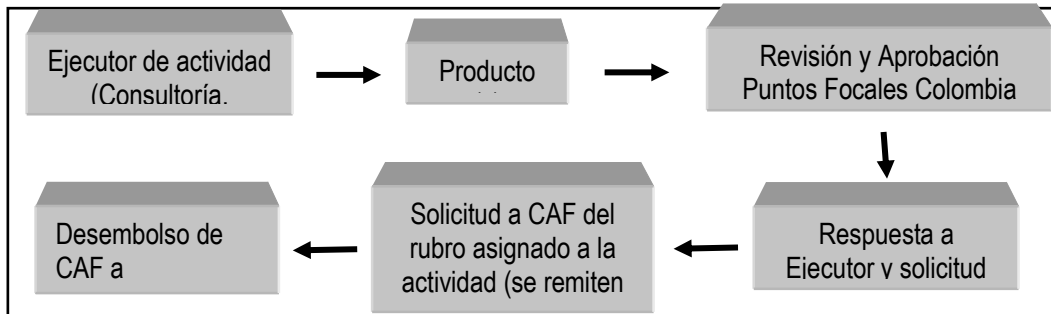 Ejecutor de actividad
(Consultoría,
Producto
Revisión y Aprobación
Puntos Focales Colombia
Respuesta a
Ejecutor y solicitud
Solicitud a CAF del
rubro asignado a la
actividad (se remiten
Desembolso de
CAF a